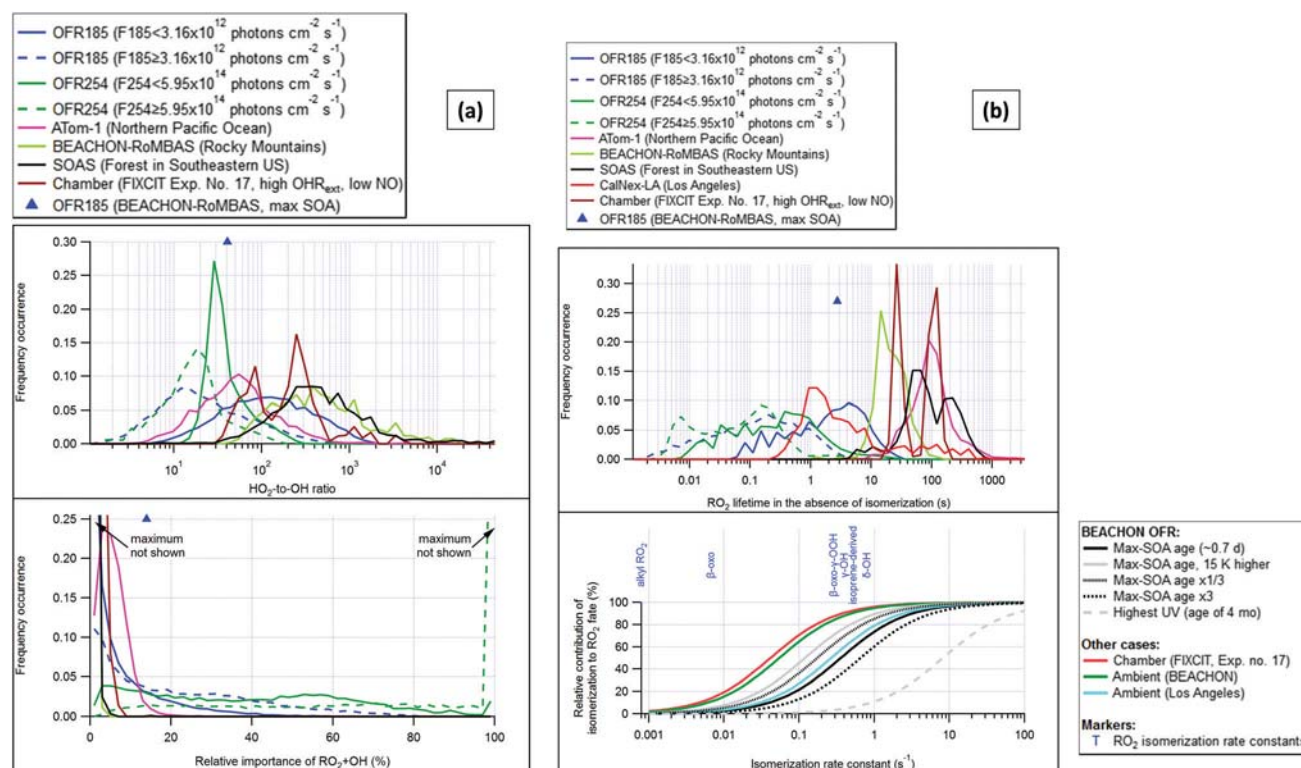 OFR185 (F185<3.16x10^12 photons cm^-2 s^-1)
OFR185 (F185≥3.16x10^12 photons cm^-2 s^-1)
OFR254 (F254<5.95x10^14 photons cm^-2 s^-1)
OFR254 (F254≥5.95x10^14 photons cm^-2 s^-1)
ATom-1 (Northern Pacific Ocean)
BEACHON-RoMBAS (Rocky Mountains)
SOAS (Forest in Southeastern US)
Chamber (FIXCIT Exp. No. 17, high OHR_ext, low NO)
OFR185 (BEACHON-RoMBAS, max SOA)
(a)
0.30
0.25
0.20
0.15
0.10
0.05
0.00
Frequency occurrence
10^1
10^2
10^3
10^4
HO2-to-OH ratio
0.25
0.20
0.15
0.10
0.05
0.00
Frequency occurrence
maximum
not shown
maximum
not shown
0
20
40
60
80
100
Relative importance of RO2+OH (%)
OFR185 (F185<3.16x10^12 photons cm^-2 s^-1)
OFR185 (F185≥3.16x10^12 photons cm^-2 s^-1)
OFR254 (F254<5.95x10^14 photons cm^-2 s^-1)
OFR254 (F254≥5.95x10^14 photons cm^-2 s^-1)
ATom-1 (Northern Pacific Ocean)
BEACHON-RoMBAS (Rocky Mountains)
SOAS (Forest in Southeastern US)
CalNex-LA (Los Angeles)
Chamber (FIXCIT Exp. No. 17, high OHR_ext, low NO)
OFR185 (BEACHON-RoMBAS, max SOA)
(b)
0.30
0.25
0.20
0.15
0.10
0.05
0.00
Frequency occurrence
0.01
0.1
1
10
100
1000
RO2 lifetime in the absence of isomerization (s)
alkyl RO2
β-oxo
β-oxo-γ-OOH
γ-OH
isoprene-derived
δ-OH
100
80
60
40
20
0
Relative contribution of
isomerization to RO2 fate (%)
0.001
0.01
0.1
1
10
100
Isomerization rate constant (s^-1)
BEACHON OFR:
Max-SOA age (~0.7 d)
Max-SOA age, 15 K higher
Max-SOA age x1/3
Max-SOA age x3
Highest UV (age of 4 mo)
Other cases:
Chamber (FIXCIT, Exp. no. 17)
Ambient (BEACHON)
Ambient (Los Angeles)
Markers:
T RO2 isomerization rate constants